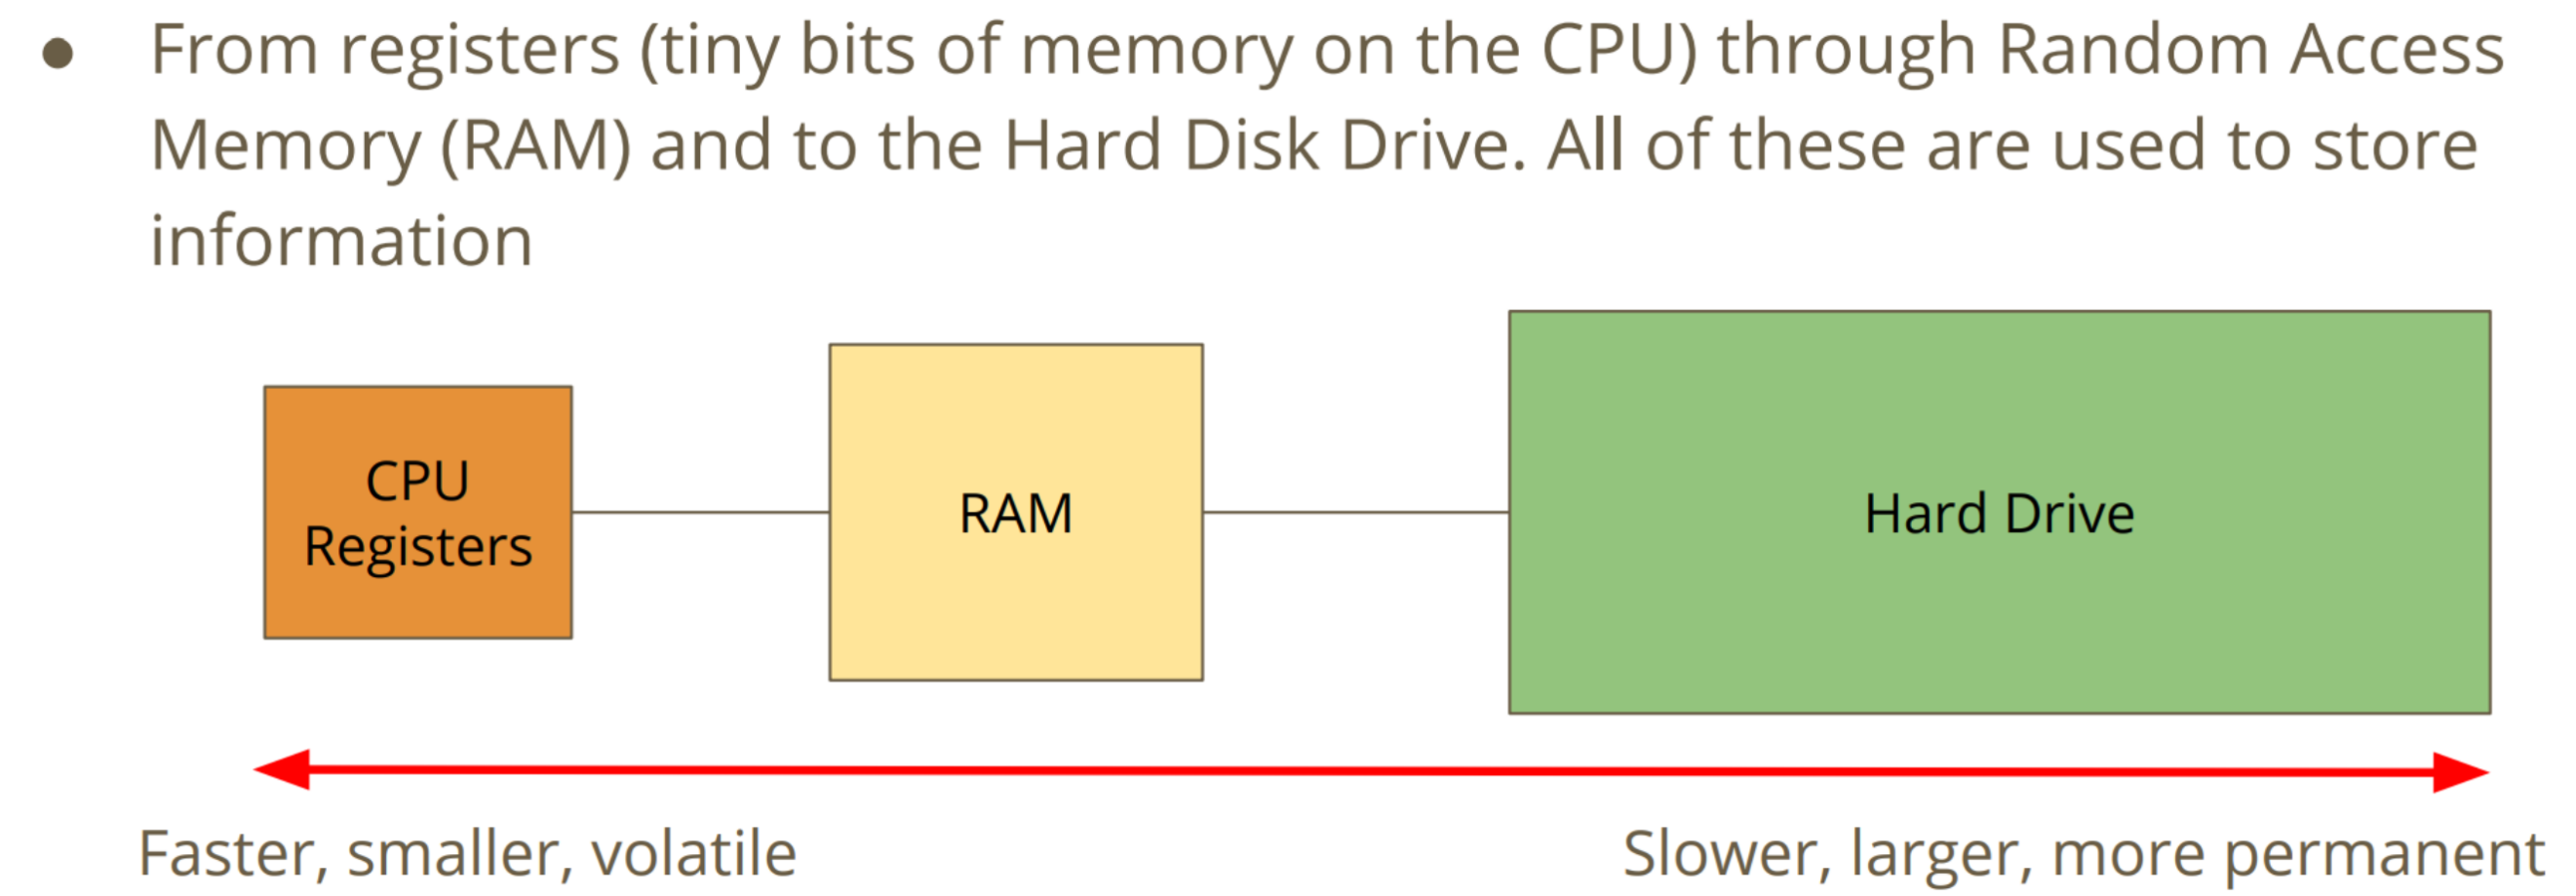 ● From registers (tiny bits of memory on the CPU) through Random Access
Memory (RAM) and to the Hard Disk Drive. All of these are used to store
information
CPU
Registers
RAM
Hard Drive
Faster, smaller, volatile
Slower, larger, more permanent